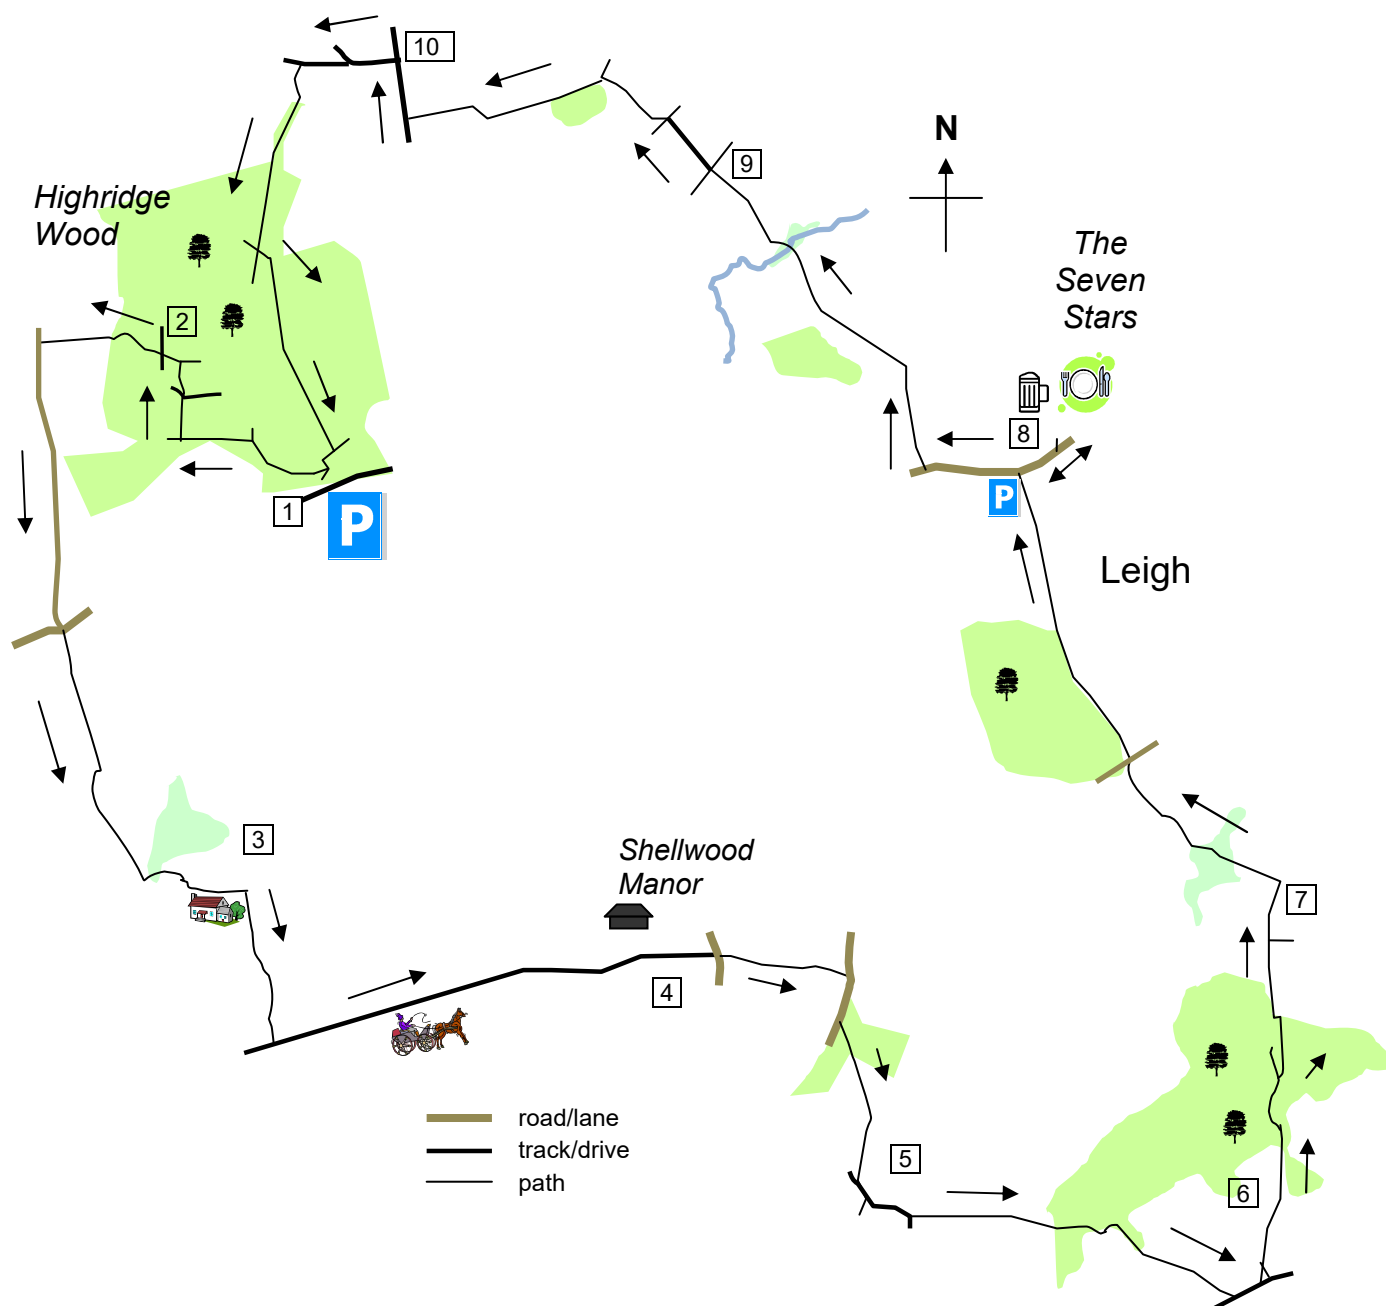 10
N
9
Highridge
Wood
The
Seven
Stars
2
8
P
1
P
Leigh
3
Shellwood
Manor
7
4
road/lane
track/drive
path
5
6